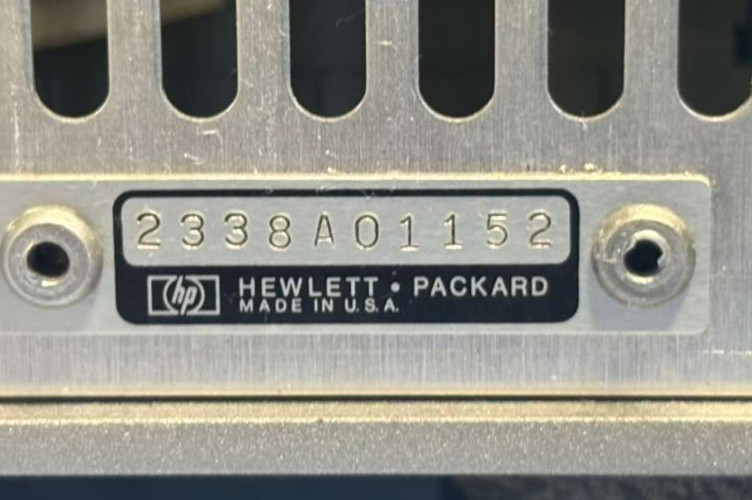 2338A01152
hp HEWLETT • PACKARD
MADE IN U.S.A.